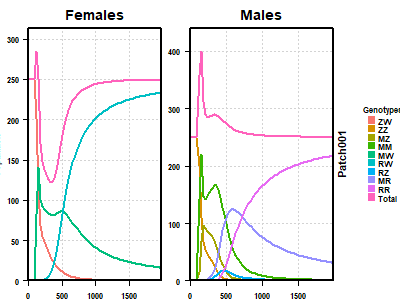 Females
Males
300
250
200
150
100
50
0
0
500
1000
1500
400
300
200
100
0
0
500
1000
1500
Patch001
Genotypes
ZW
ZZ
MZ
MM
MW
RW
RZ
MR
RR
Total